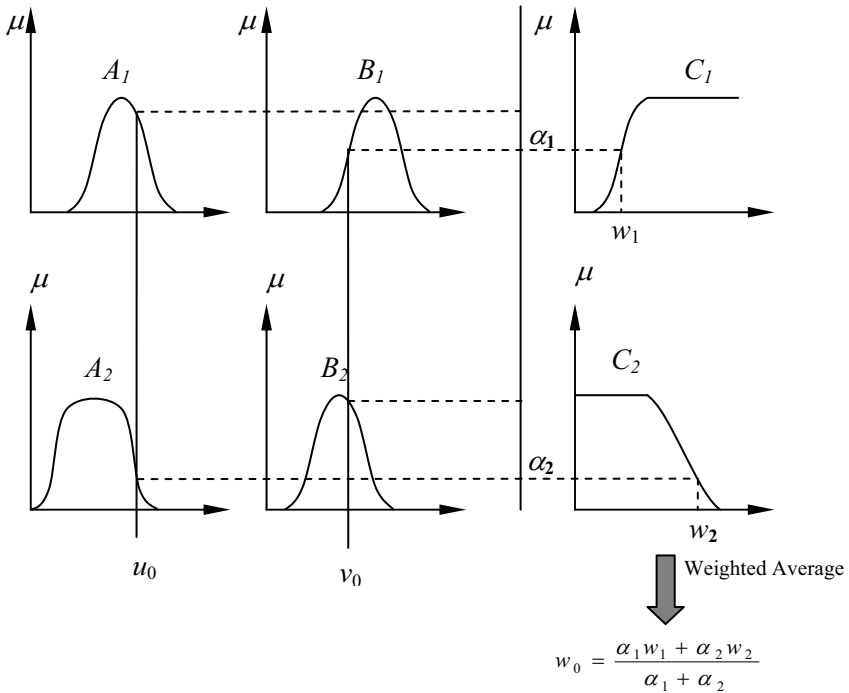 μ μ μ
A₁ B₁ C₁
α₁
w₁
μ μ μ
A₂ B₂ C₂
α₂
w₂
u₀ v₀
Weighted Average
w₀ = (α₁w₁ + α₂w₂) / (α₁ + α₂)